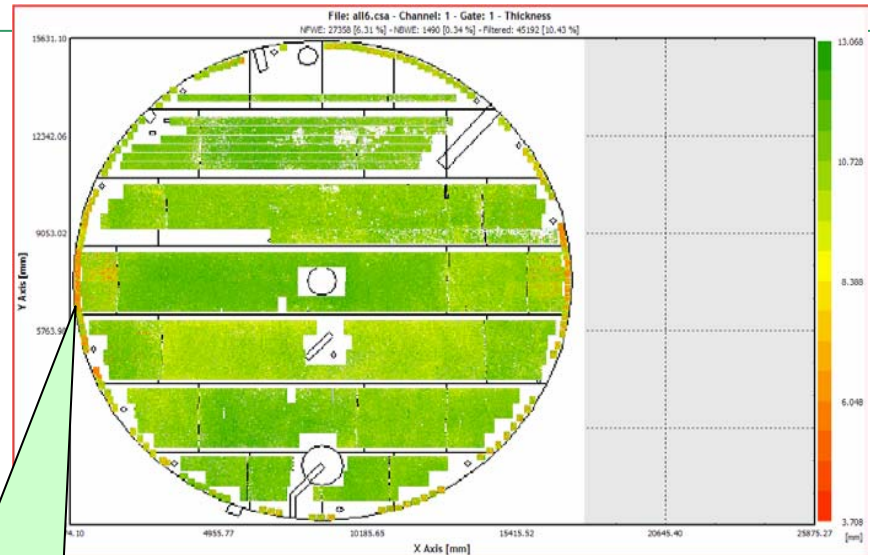 File: all6.csa - Channel: 1 - Gate: 1 - Thickness
NFWE: 27358 [6.31 %] - NBWE: 1490 [0.34 %] - Filtered: 45192 [10.43 %]
15631.10
12342.06
9053.02
5763.98
Y Axis [mm]
4955.77
10185.65
15415.52
20645.40
25875.27
X Axis [mm]
13.068
10.728
8.388
6.048
3.708
[mm]